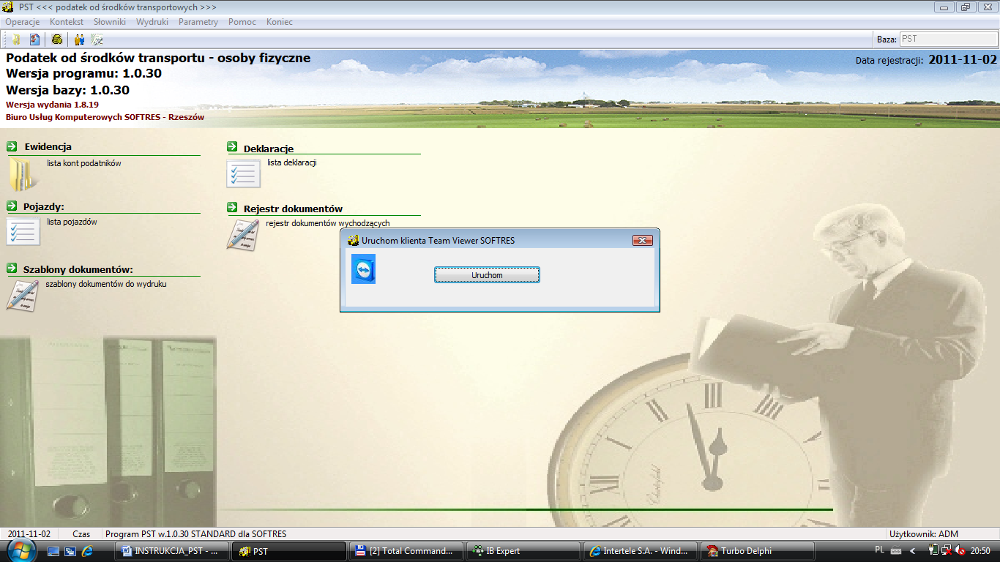 PST <<< podatek od środków transportowych >>>
Operacje Kontekst Słowniki Wydruki Parametry Pomoc Koniec
Baza: PST
Podatek od środków transportu - osoby fizyczne
Data rejestracji: 2011-11-02
Wersja programu: 1.0.30
Wersja bazy: 1.0.30
Wersja wydania 1.8.19
Biuro Usług Komputerowych SOFTRES - Rzeszów
Ewidencja
lista kont podatników
Pojazdy:
lista pojazdów
Szablony dokumentów:
szablony dokumentów do wydruku
Deklaracje
lista deklaracji
Rejestr dokumentów
rejestr dokumentów wychodzących
Uruchom klienta Team Viewer SOFTRES
Uruchom
2011-11-02 Czas Program PST w.1.0.30 STANDARD dla SOFTRES Użytkownik: ADM
INSTRUKCJA_PST - ... PST [2] Total Command... IB Expert Intertele S.A. - Wind... Turbo Delphi PL 20:50